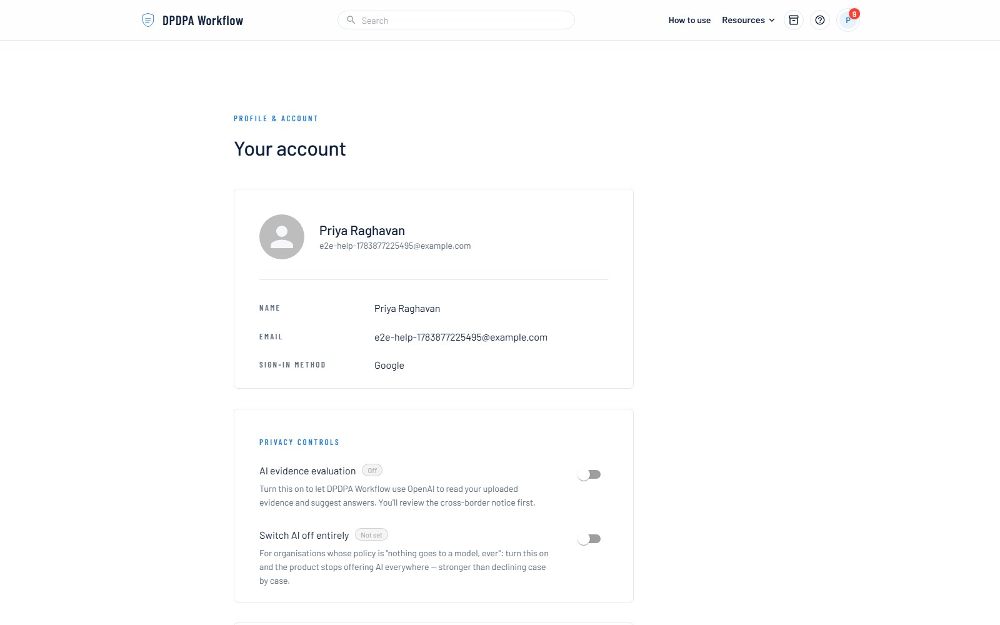 DPDPA Workflow
Search
How to use
Resources
P
9
PROFILE & ACCOUNT
Your account
Priya Raghavan
e2e-help-1783877225495@example.com
NAME
Priya Raghavan
EMAIL
e2e-help-1783877225495@example.com
SIGN-IN METHOD
Google
PRIVACY CONTROLS
AI evidence evaluation
Off
Turn this on to let DPDPA Workflow use OpenAI to read your uploaded
evidence and suggest answers. You'll review the cross-border notice first.
Switch AI off entirely
Not set
For organisations whose policy is "nothing goes to a model, ever": turn this on
and the product stops offering AI everywhere — stronger than declining case
by case.